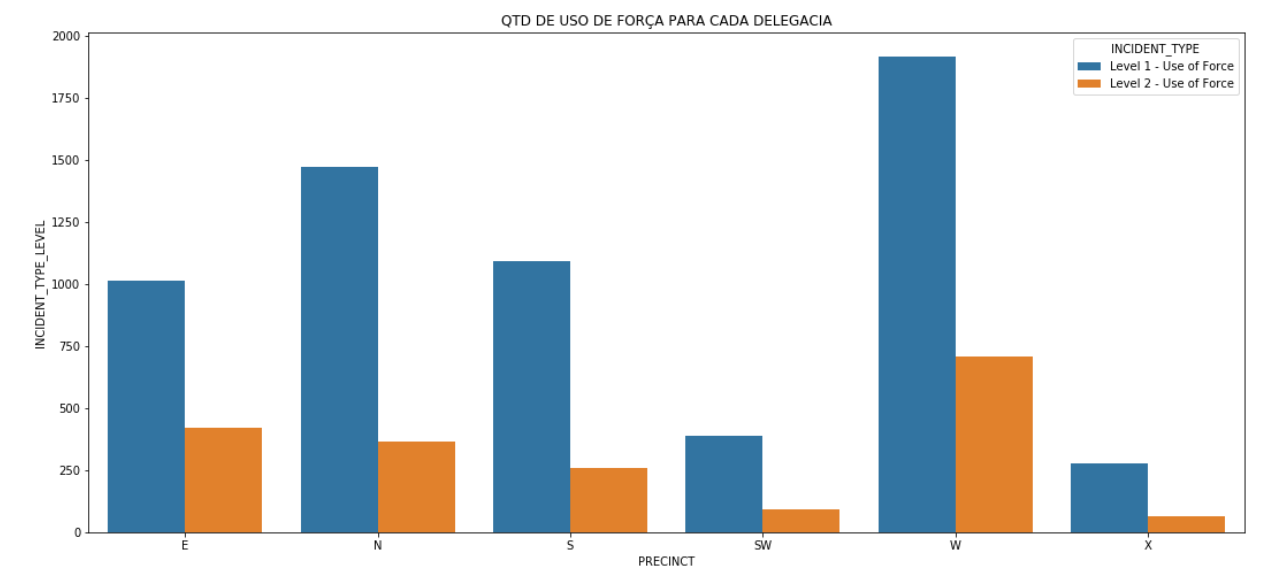 QTD DE USO DE FORÇA PARA CADA DELEGACIA
INCIDENT_TYPE
Level 1 - Use of Force
Level 2 - Use of Force
INCIDENT_TYPE_LEVEL
2000
1750
1500
1250
1000
750
500
250
0
E N S SW W X
PRECINCT